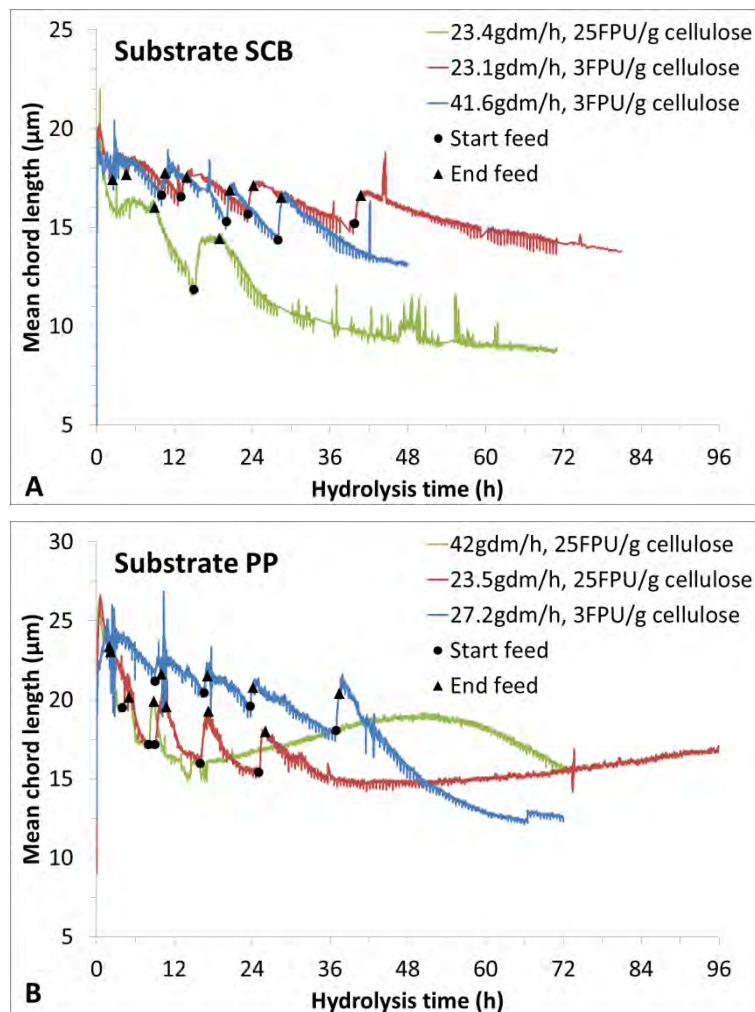 Substrate SCB
23.4gdm/h, 25FPU/g cellulose
23.1gdm/h, 3FPU/g cellulose
41.6gdm/h, 3FPU/g cellulose
Start feed
End feed
Mean chord length (µm)
25
20
15
10
5
0 12 24 36 48 60 72 84 96
Hydrolysis time (h)
A
Substrate PP
42gdm/h, 25FPU/g cellulose
23.5gdm/h, 25FPU/g cellulose
27.2gdm/h, 3FPU/g cellulose
Start feed
End feed
Mean chord length (µm)
30
25
20
15
10
5
0 12 24 36 48 60 72 84 96
Hydrolysis time (h)
B